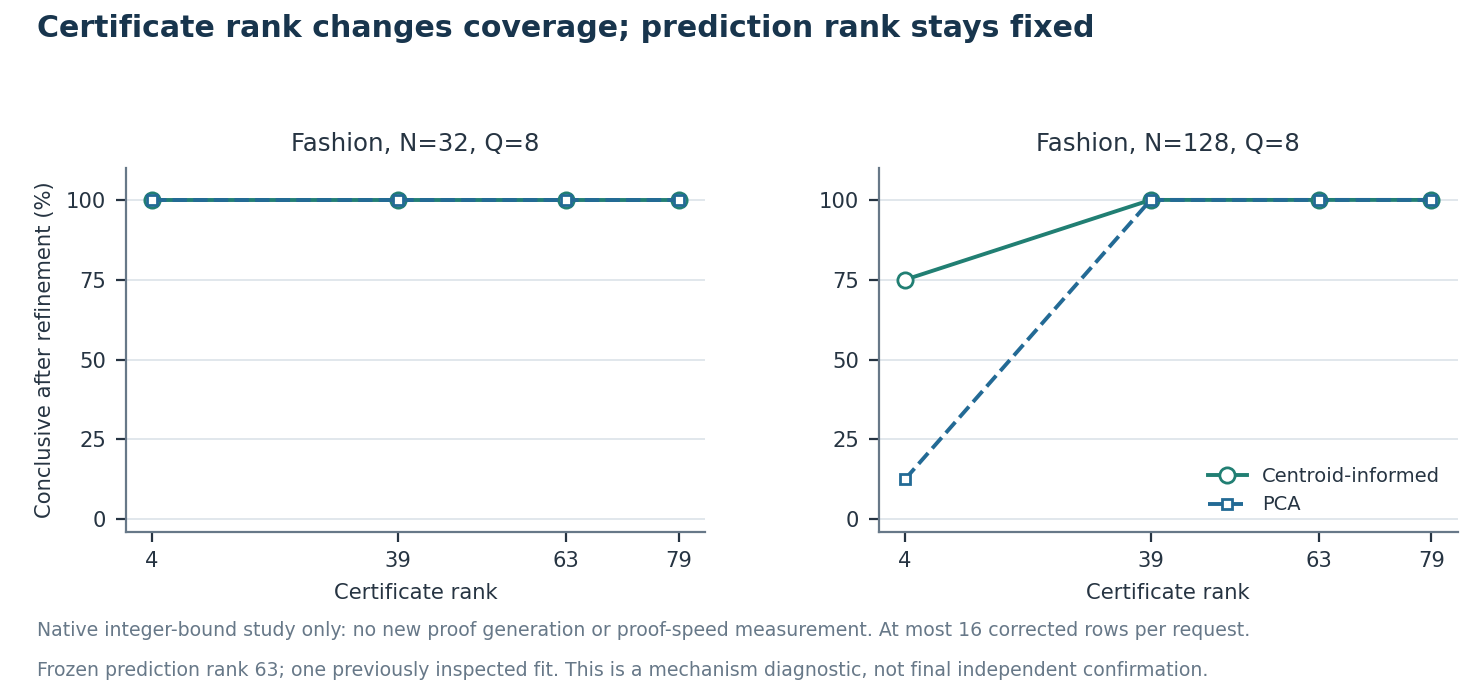 Certificate rank changes coverage; prediction rank stays fixed
Fashion, N=32, Q=8
Conclusive after refinement (%)
100
75
50
25
0
4 39 63 79
Certificate rank
Fashion, N=128, Q=8
100
75
50
25
0
Centroid-informed
PCA
4 39 63 79
Certificate rank
Native integer-bound study only: no new proof generation or proof-speed measurement. At most 16 corrected rows per request.
Frozen prediction rank 63; one previously inspected fit. This is a mechanism diagnostic, not final independent confirmation.